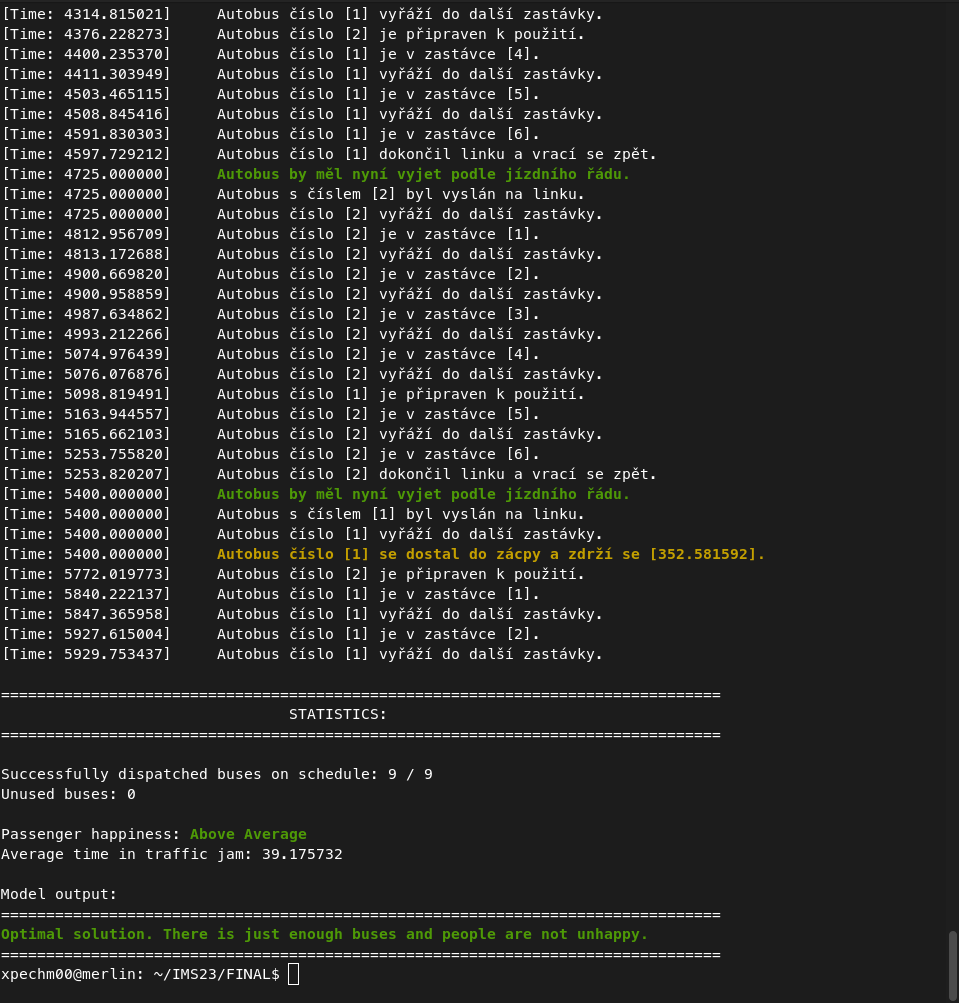 [Time: 4314.815021]     Autobus číslo [1] vyřáží do další zastávky.
[Time: 4376.228273]     Autobus číslo [2] je připraven k použití.
[Time: 4400.235370]     Autobus číslo [1] je v zastávce [4].
[Time: 4411.303949]     Autobus číslo [1] vyřáží do další zastávky.
[Time: 4503.465115]     Autobus číslo [1] je v zastávce [5].
[Time: 4508.845416]     Autobus číslo [1] vyřáží do další zastávky.
[Time: 4591.830303]     Autobus číslo [1] je v zastávce [6].
[Time: 4597.729212]     Autobus číslo [1] dokončil linku a vrací se zpět.
[Time: 4725.000000]     Autobus by měl nyní vyjet podle jízdního řádu.
[Time: 4725.000000]     Autobus s číslem [2] byl vyslán na linku.
[Time: 4725.000000]     Autobus číslo [2] vyřáží do další zastávky.
[Time: 4812.956709]     Autobus číslo [2] je v zastávce [1].
[Time: 4813.172688]     Autobus číslo [2] vyřáží do další zastávky.
[Time: 4900.669820]     Autobus číslo [2] je v zastávce [2].
[Time: 4900.958859]     Autobus číslo [2] vyřáží do další zastávky.
[Time: 4987.634862]     Autobus číslo [2] je v zastávce [3].
[Time: 4993.212266]     Autobus číslo [2] vyřáží do další zastávky.
[Time: 5074.976439]     Autobus číslo [2] je v zastávce [4].
[Time: 5076.076876]     Autobus číslo [2] vyřáží do další zastávky.
[Time: 5098.819491]     Autobus číslo [1] je připraven k použití.
[Time: 5163.944557]     Autobus číslo [2] je v zastávce [5].
[Time: 5165.662103]     Autobus číslo [2] vyřáží do další zastávky.
[Time: 5253.755820]     Autobus číslo [2] je v zastávce [6].
[Time: 5253.820207]     Autobus číslo [2] dokončil linku a vrací se zpět.
[Time: 5400.000000]     Autobus by měl nyní vyjet podle jízdního řádu.
[Time: 5400.000000]     Autobus s číslem [1] byl vyslán na linku.
[Time: 5400.000000]     Autobus číslo [1] vyřáží do další zastávky.
[Time: 5400.000000]     Autobus číslo [1] se dostal do zácpy a zdrží se [352.581592].
[Time: 5772.019773]     Autobus číslo [2] je připraven k použití.
[Time: 5840.222137]     Autobus číslo [1] je v zastávce [1].
[Time: 5847.365958]     Autobus číslo [1] vyřáží do další zastávky.
[Time: 5927.615004]     Autobus číslo [1] je v zastávce [2].
[Time: 5929.753437]     Autobus číslo [1] vyřáží do další zastávky.
================================================================================
STATISTICS:
================================================================================
Successfully dispatched buses on schedule: 9 / 9
Unused buses: 0
Passenger happiness: Above Average
Average time in traffic jam: 39.175732
Model output:
================================================================================
Optimal solution. There is just enough buses and people are not unhappy.
================================================================================
xpechm00@merlin: ~/IMS23/FINAL$